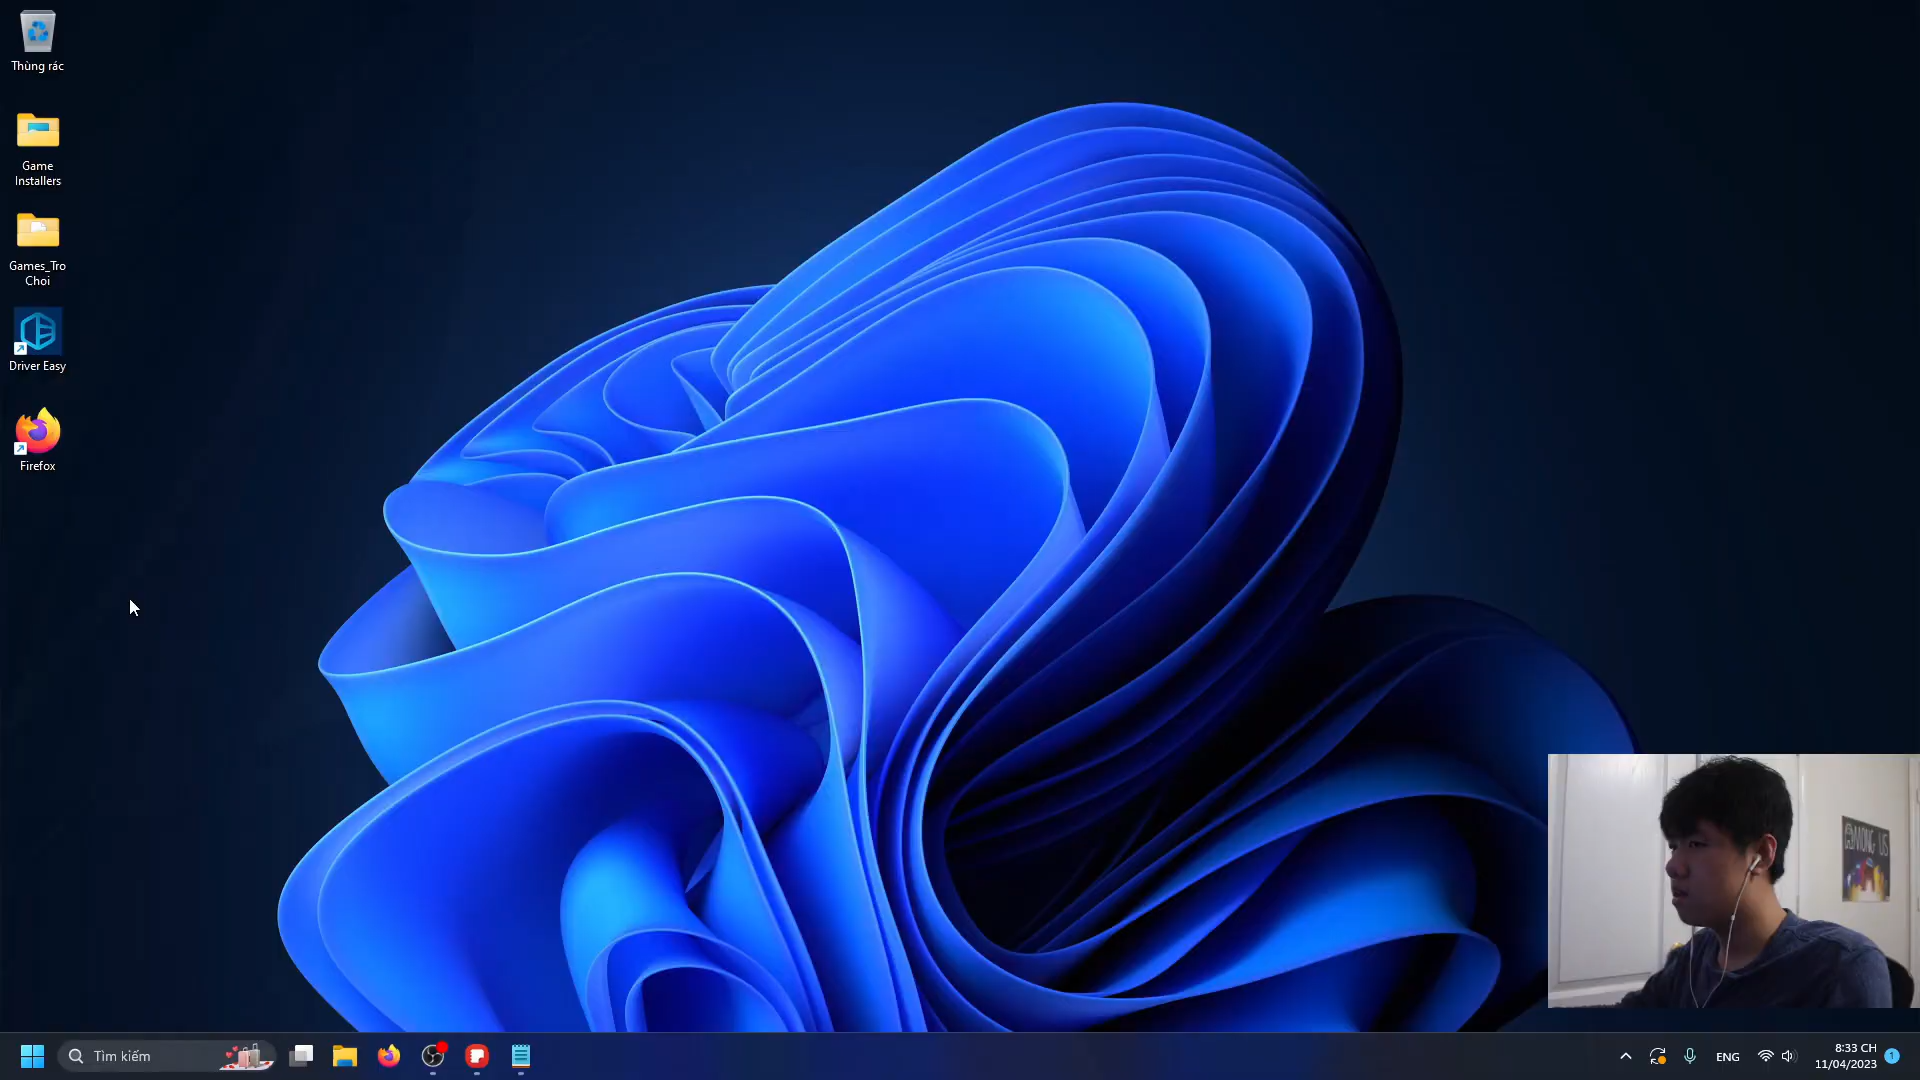 Thùng rác
Game
Installers
Games_Tro
Choi
Driver Easy
Firefox
AMONG US
Tìm kiếm
ENG
8:33 CH
11/04/2023
1